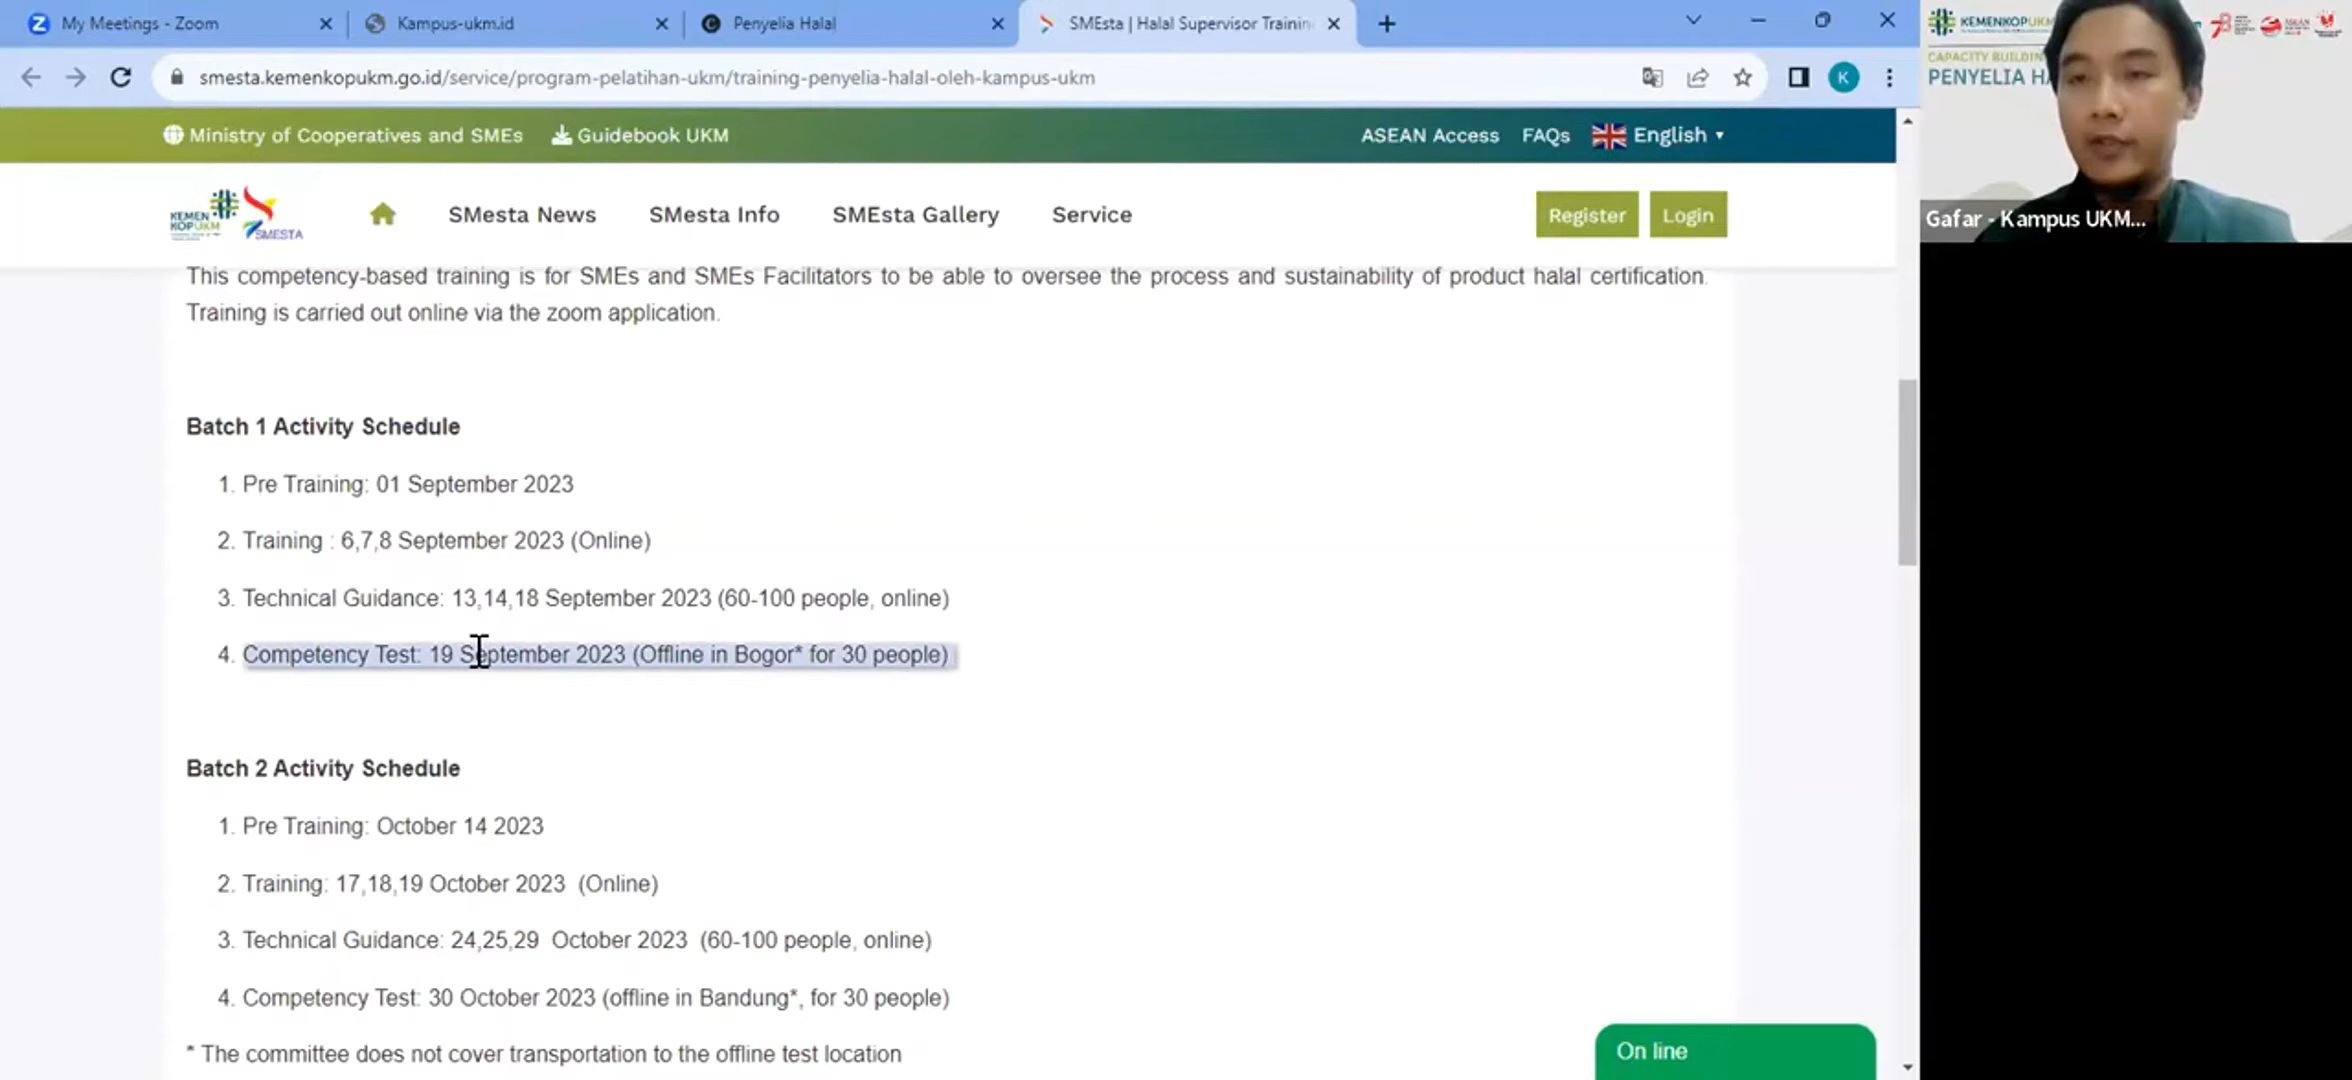 My Meetings - Zoom
Kampus-ukm.id
Penyelia Halal
SMEsta | Halal Supervisor Trainin
smesta.kemenkopukm.go.id/service/program-pelatihan-ukm/training-penyelia-halal-oleh-kampus-ukm
K
Ministry of Cooperatives and SMEs
Guidebook UKM
ASEAN Access
FAQs
English
KEMEN
KOPUKM
SMESTA
SMesta News
SMesta Info
SMEsta Gallery
Service
Register
Login
This competency-based training is for SMEs and SMEs Facilitators to be able to oversee the process and sustainability of product halal certification.
Training is carried out online via the zoom application.
Batch 1 Activity Schedule
1. Pre Training: 01 September 2023
2. Training : 6,7,8 September 2023 (Online)
3. Technical Guidance: 13,14,18 September 2023 (60-100 people, online)
4. Competency Test: 19 September 2023 (Offline in Bogor* for 30 people)
Batch 2 Activity Schedule
1. Pre Training: October 14 2023
2. Training: 17,18,19 October 2023 (Online)
3. Technical Guidance: 24,25,29 October 2023 (60-100 people, online)
4. Competency Test: 30 October 2023 (offline in Bandung*, for 30 people)
* The committee does not cover transportation to the offline test location
On line
KEMENKOPUKM
CAPACITY BUILDIN
PENYELIA HA
78
Gafar - Kampus UKM...